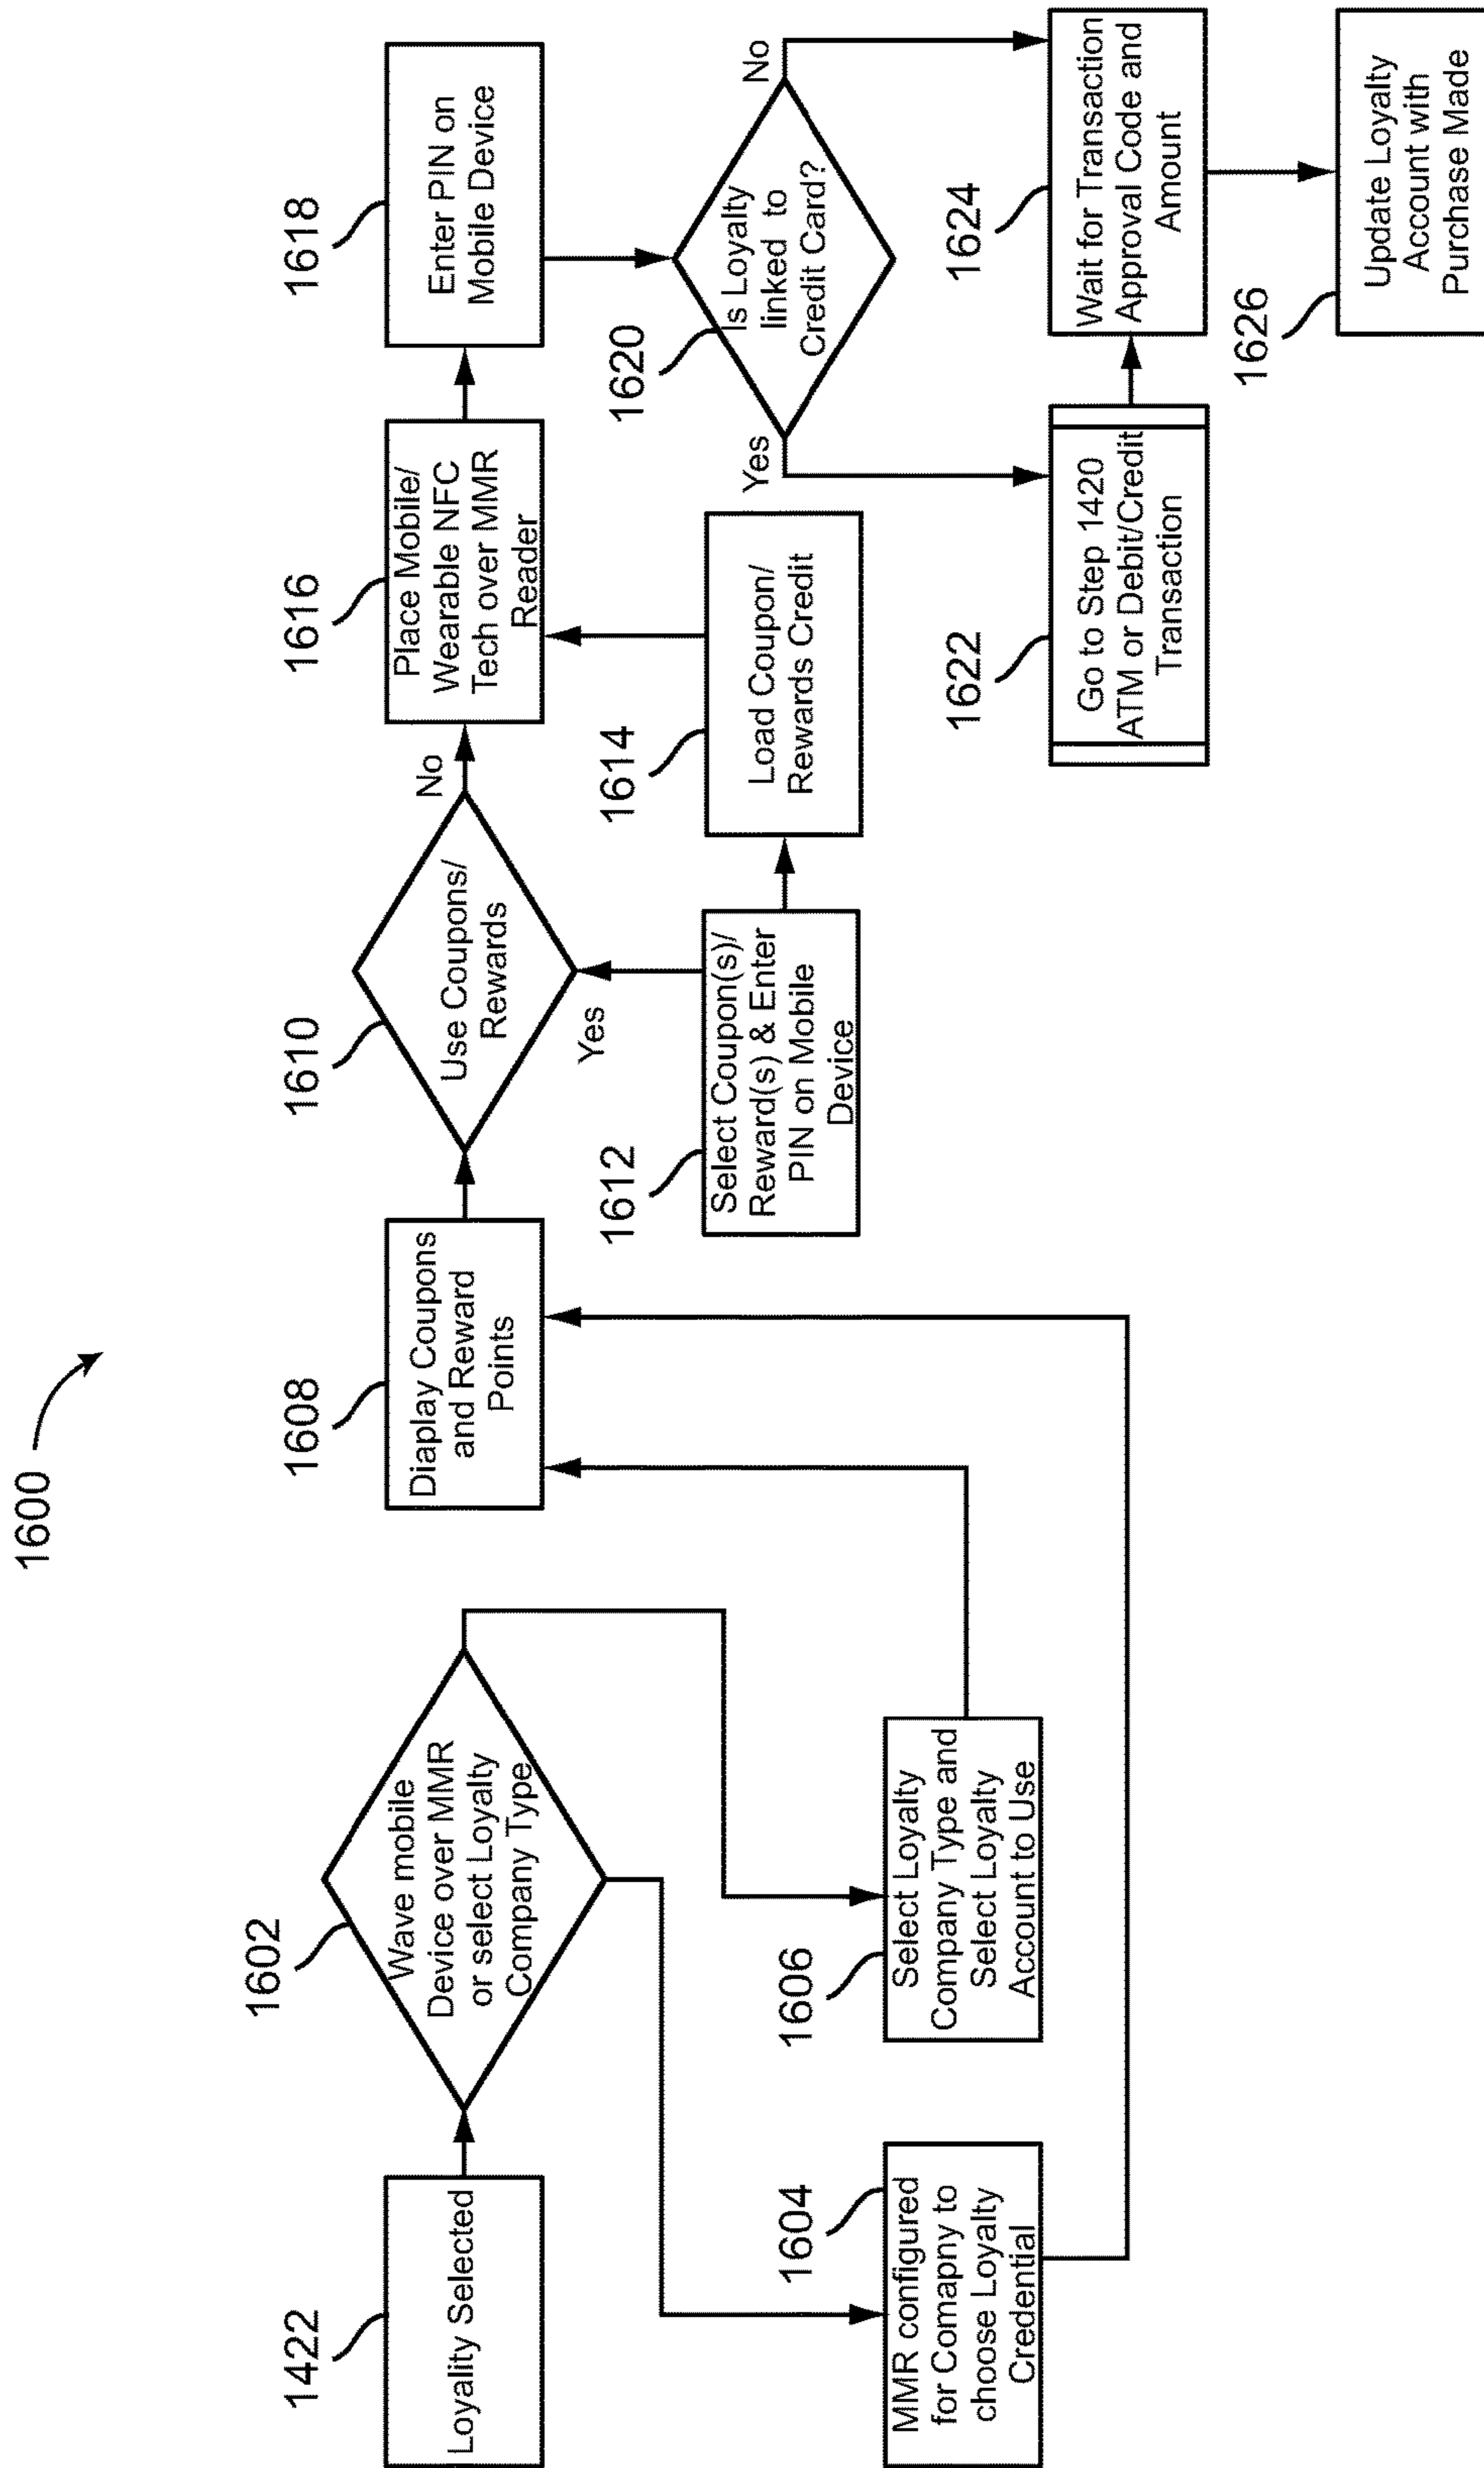 1600
1422
Loyality Selected
1602
Wave mobile
Device over MMR
or select Loyalty
Company Type
1604
MMR configured
for Comapny to
choose Loyalty
Credential
1606
Select Loyalty
Company Type and
Select Loyalty
Account to Use
1608
Diaplay Coupons
and Reward
Points
1610
Use Coupons/
Rewards
Yes
No
1612
Select Coupon(s)/
Reward(s) & Enter
PIN on Mobile
Device
1614
Load Coupon/
Rewards Credit
1616
Place Mobile/
Wearable NFC
Tech over MMR
Reader
1618
Enter PIN on
Mobile Device
1620
Is Loyalty
linked to
Credit Card?
Yes
No
1622
Go to Step 1420
ATM or Debit/Credit
Transaction
1624
Wait for Transaction
Approval Code and
Amount
1626
Update Loyalty
Account with
Purchase Made